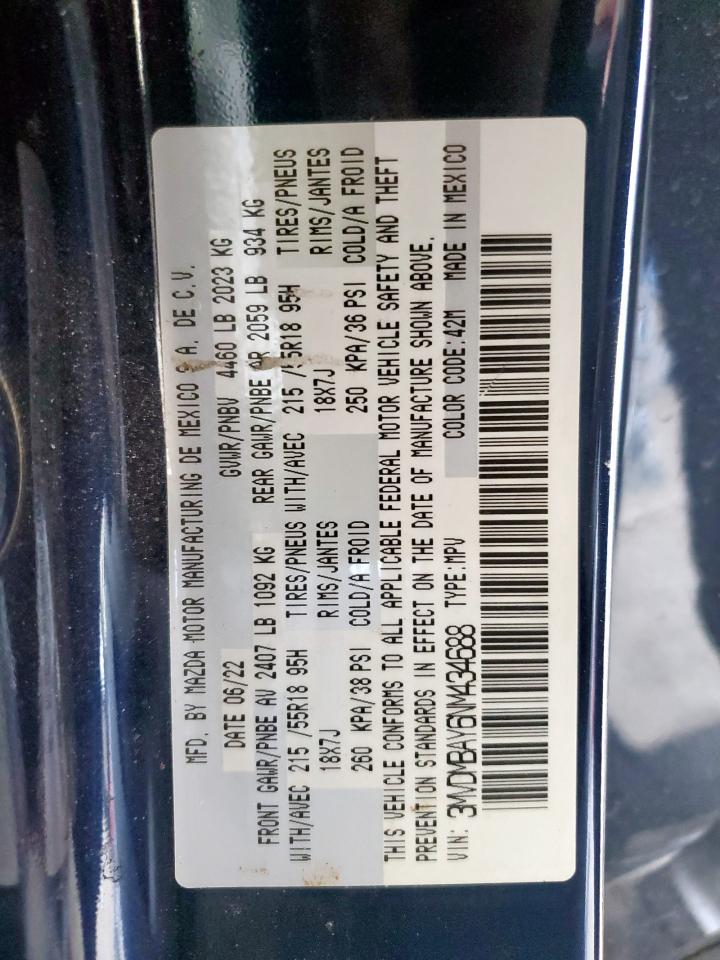 MFD. BY MAZDA MOTOR MANUFACTURING DE MEXICO S.A. DE C.V.
DATE 06/22 GVWR/PNBV 4460 LB 2023 KG
FRONT GAWR/PNBE AV 2407 LB 1092 KG REAR GAWR/PNBE AR 2059 LB 934 KG
WITH/AVEC 215 /55R18 95H TIRES/PNEUS WITH/AVEC 215 /55R18 95H TIRES/PNEUS
18X7J RIMS/JANTES 18X7J RIMS/JANTES
260 KPA/38 PSI COLD/A FROID 250 KPA/36 PSI COLD/A FROID
THIS VEHICLE CONFORMS TO ALL APPLICABLE FEDERAL MOTOR VEHICLE SAFETY AND THEFT
PREVENTION STANDARDS IN EFFECT ON THE DATE OF MANUFACTURE SHOWN ABOVE.
VIN: 3MVDMBAY6NM434688 TYPE:MPV COLOR CODE:42M MADE IN MEXICO